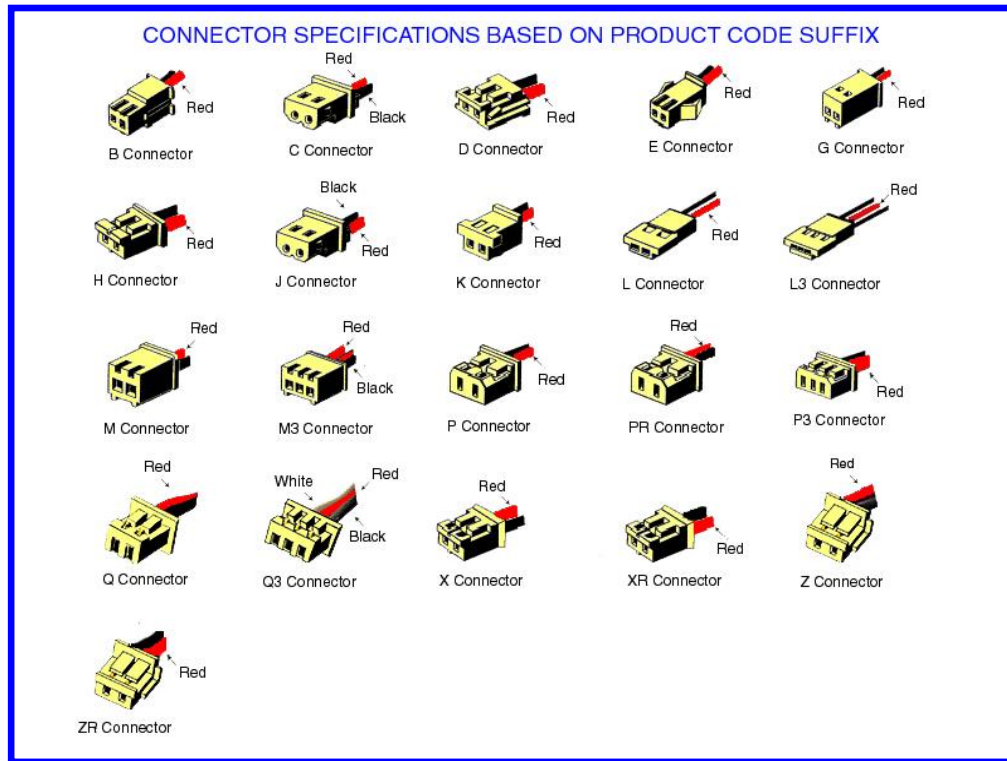 CONNECTOR SPECIFICATIONS BASED ON PRODUCT CODE SUFFIX
Red
B Connector
Red
Black
C Connector
Red
D Connector
Red
E Connector
Red
G Connector
Red
H Connector
Black
Red
J Connector
Red
K Connector
Red
L Connector
Red
L3 Connector
Red
M Connector
Red
Black
M3 Connector
Red
P Connector
Red
PR Connector
Red
P3 Connector
Red
Q Connector
White
Red
Black
Q3 Connector
Red
X Connector
Red
XR Connector
Red
Z Connector
Red
ZR Connector